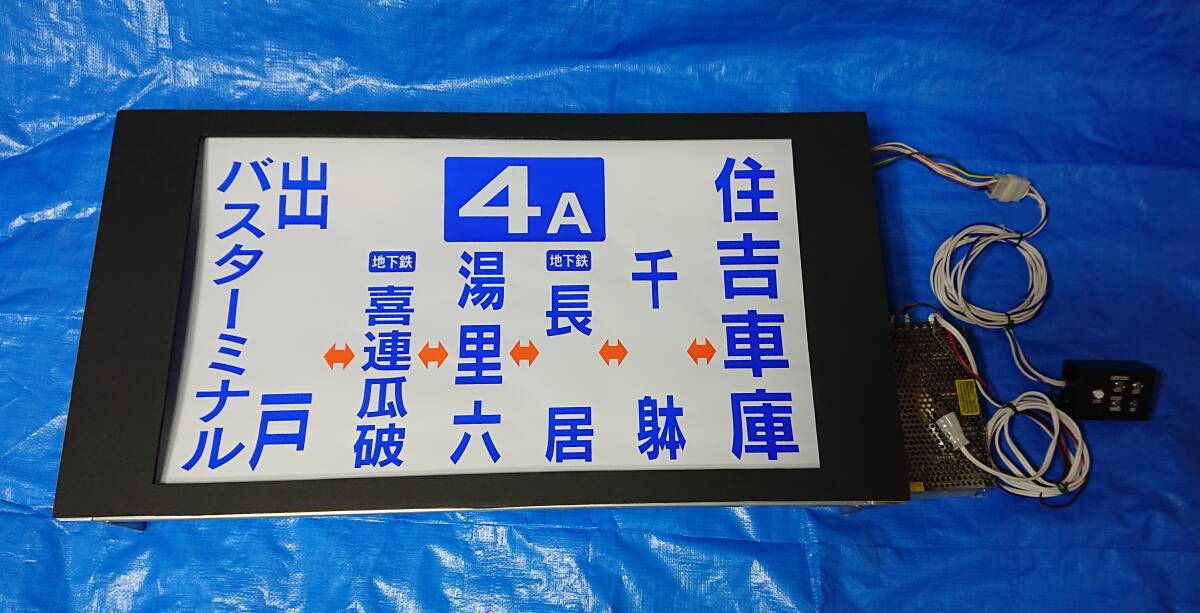 4A
住吉車庫
千躰
地下鉄
長居
湯里六
地下鉄
喜連瓜破
出戸
バスターミナル